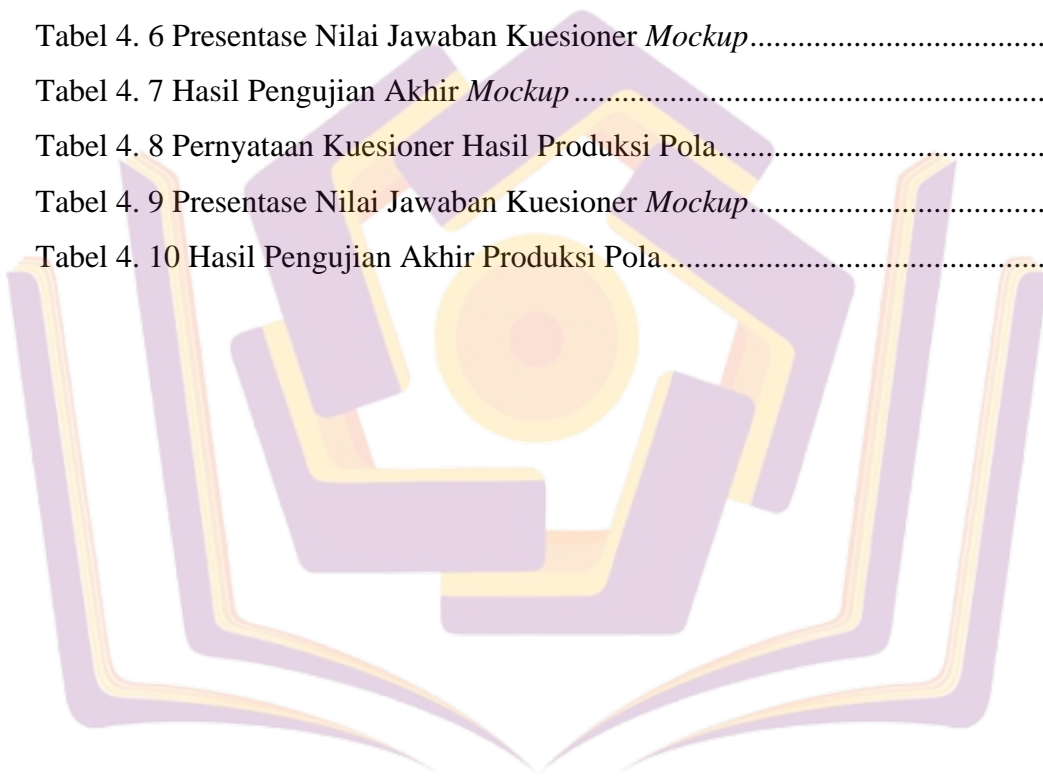 Tabel 4. 6 Presentase Nilai Jawaban Kuesioner Mockup.....................................
Tabel 4. 7 Hasil Pengujian Akhir Mockup...........................................................
Tabel 4. 8 Pernyataan Kuesioner Hasil Produksi Pola.........................................
Tabel 4. 9 Presentase Nilai Jawaban Kuesioner Mockup.....................................
Tabel 4. 10 Hasil Pengujian Akhir Produksi Pola................................................